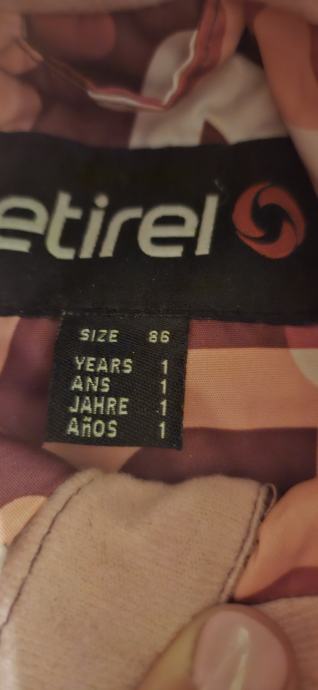 etirel
SIZE 86
YEARS 1
ANS 1
JAHRE 1
AÑOS 1